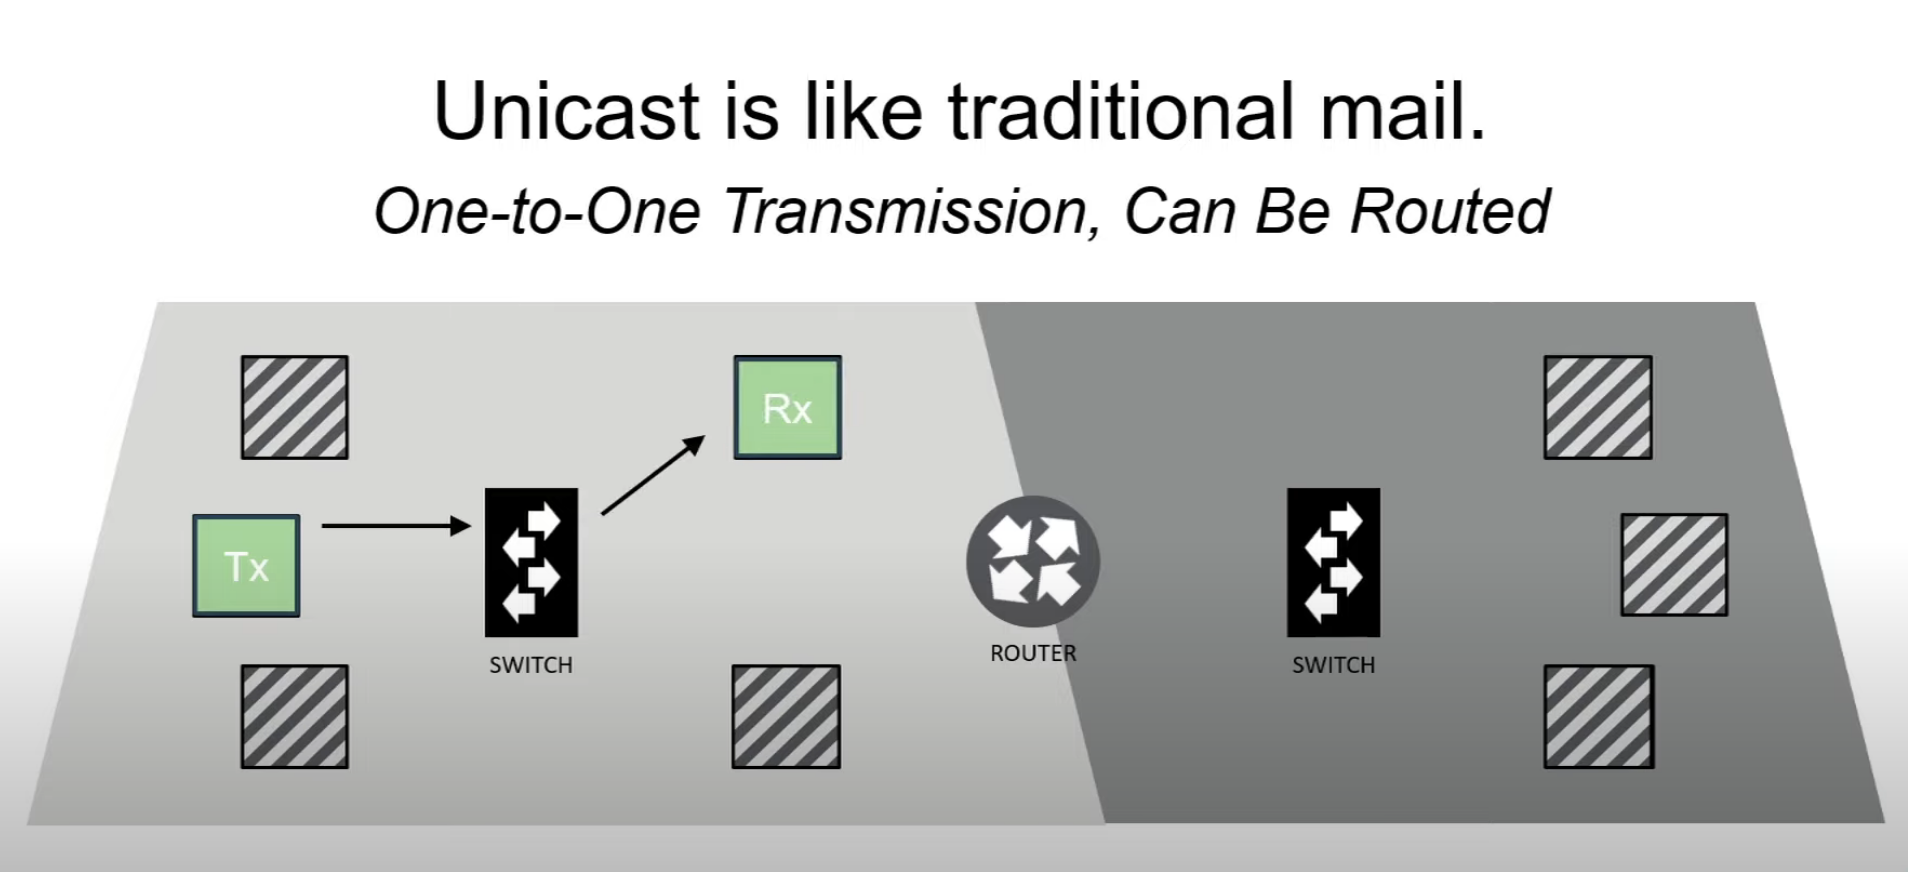 Unicast is like traditional mail.
One-to-One Transmission, Can Be Routed
Rx
Tx
SWITCH
ROUTER
SWITCH